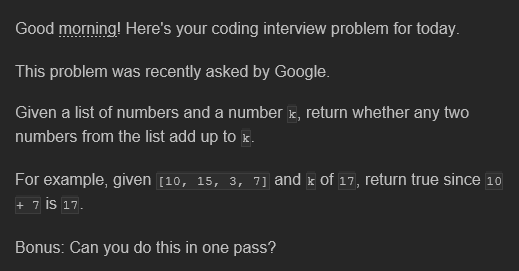 Good morning! Here's your coding interview problem for today.
This problem was recently asked by Google.
Given a list of numbers and a number k, return whether any two
numbers from the list add up to k.
For example, given [10, 15, 3, 7] and k of 17, return true since 10
+ 7 is 17.
Bonus: Can you do this in one pass?